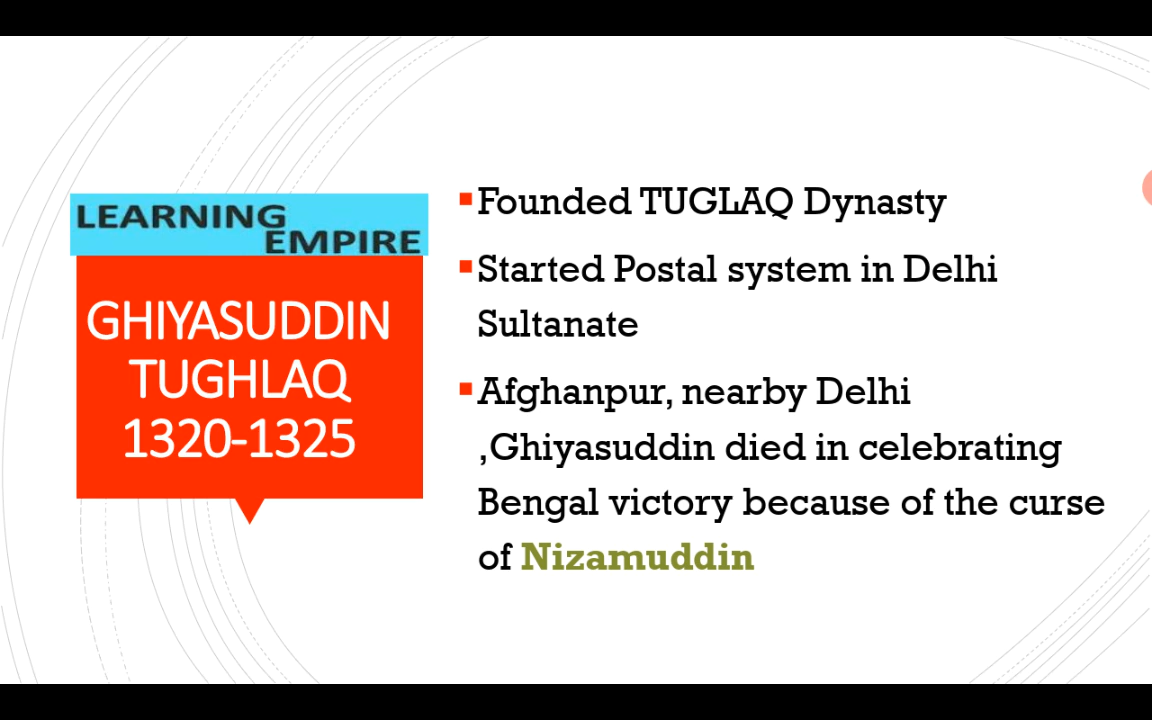 LEARNING
EMPIRE
GHIYASUDDIN
TUGHLAQ
1320-1325
Founded TUGLAQ Dynasty
Started Postal system in Delhi
Sultanate
Afghanpur, nearby Delhi
,Ghiyasuddin died in celebrating
Bengal victory because of the curse
of Nizamuddin